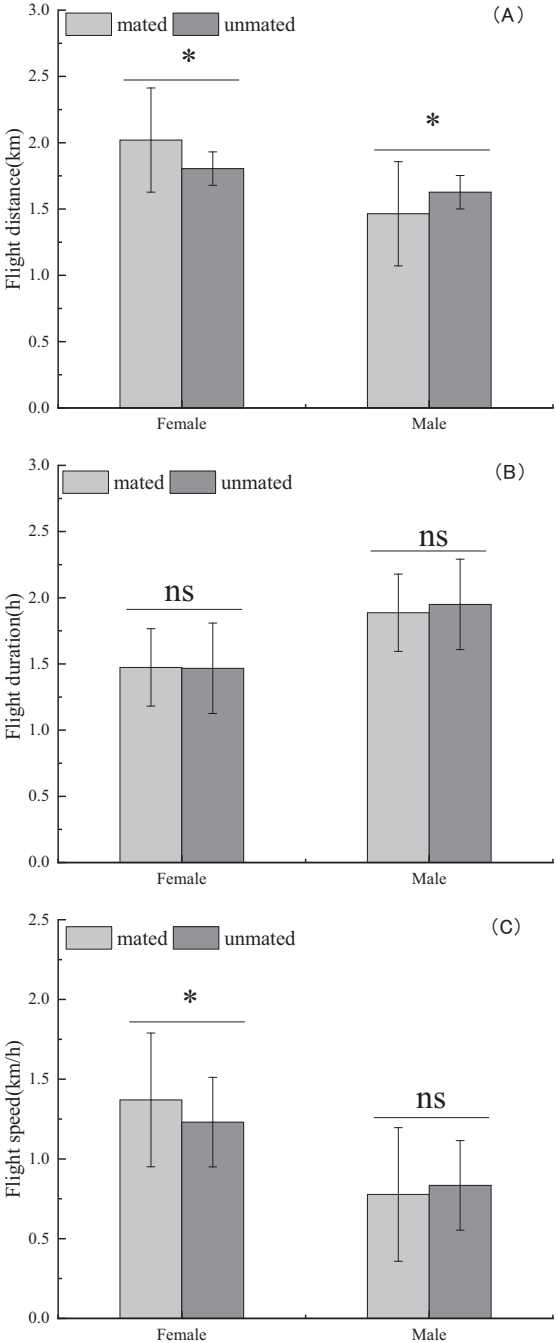 (A)
mated unmated
Flight distance(km)
3.0
2.5
2.0
1.5
1.0
0.5
0.0
*
*
Female Male
(B)
mated unmated
Flight duration(h)
3.0
2.5
2.0
1.5
1.0
0.5
0.0
ns
ns
Female Male
(C)
mated unmated
Flight speed(km/h)
2.5
2.0
1.5
1.0
0.5
0.0
*
ns
Female Male